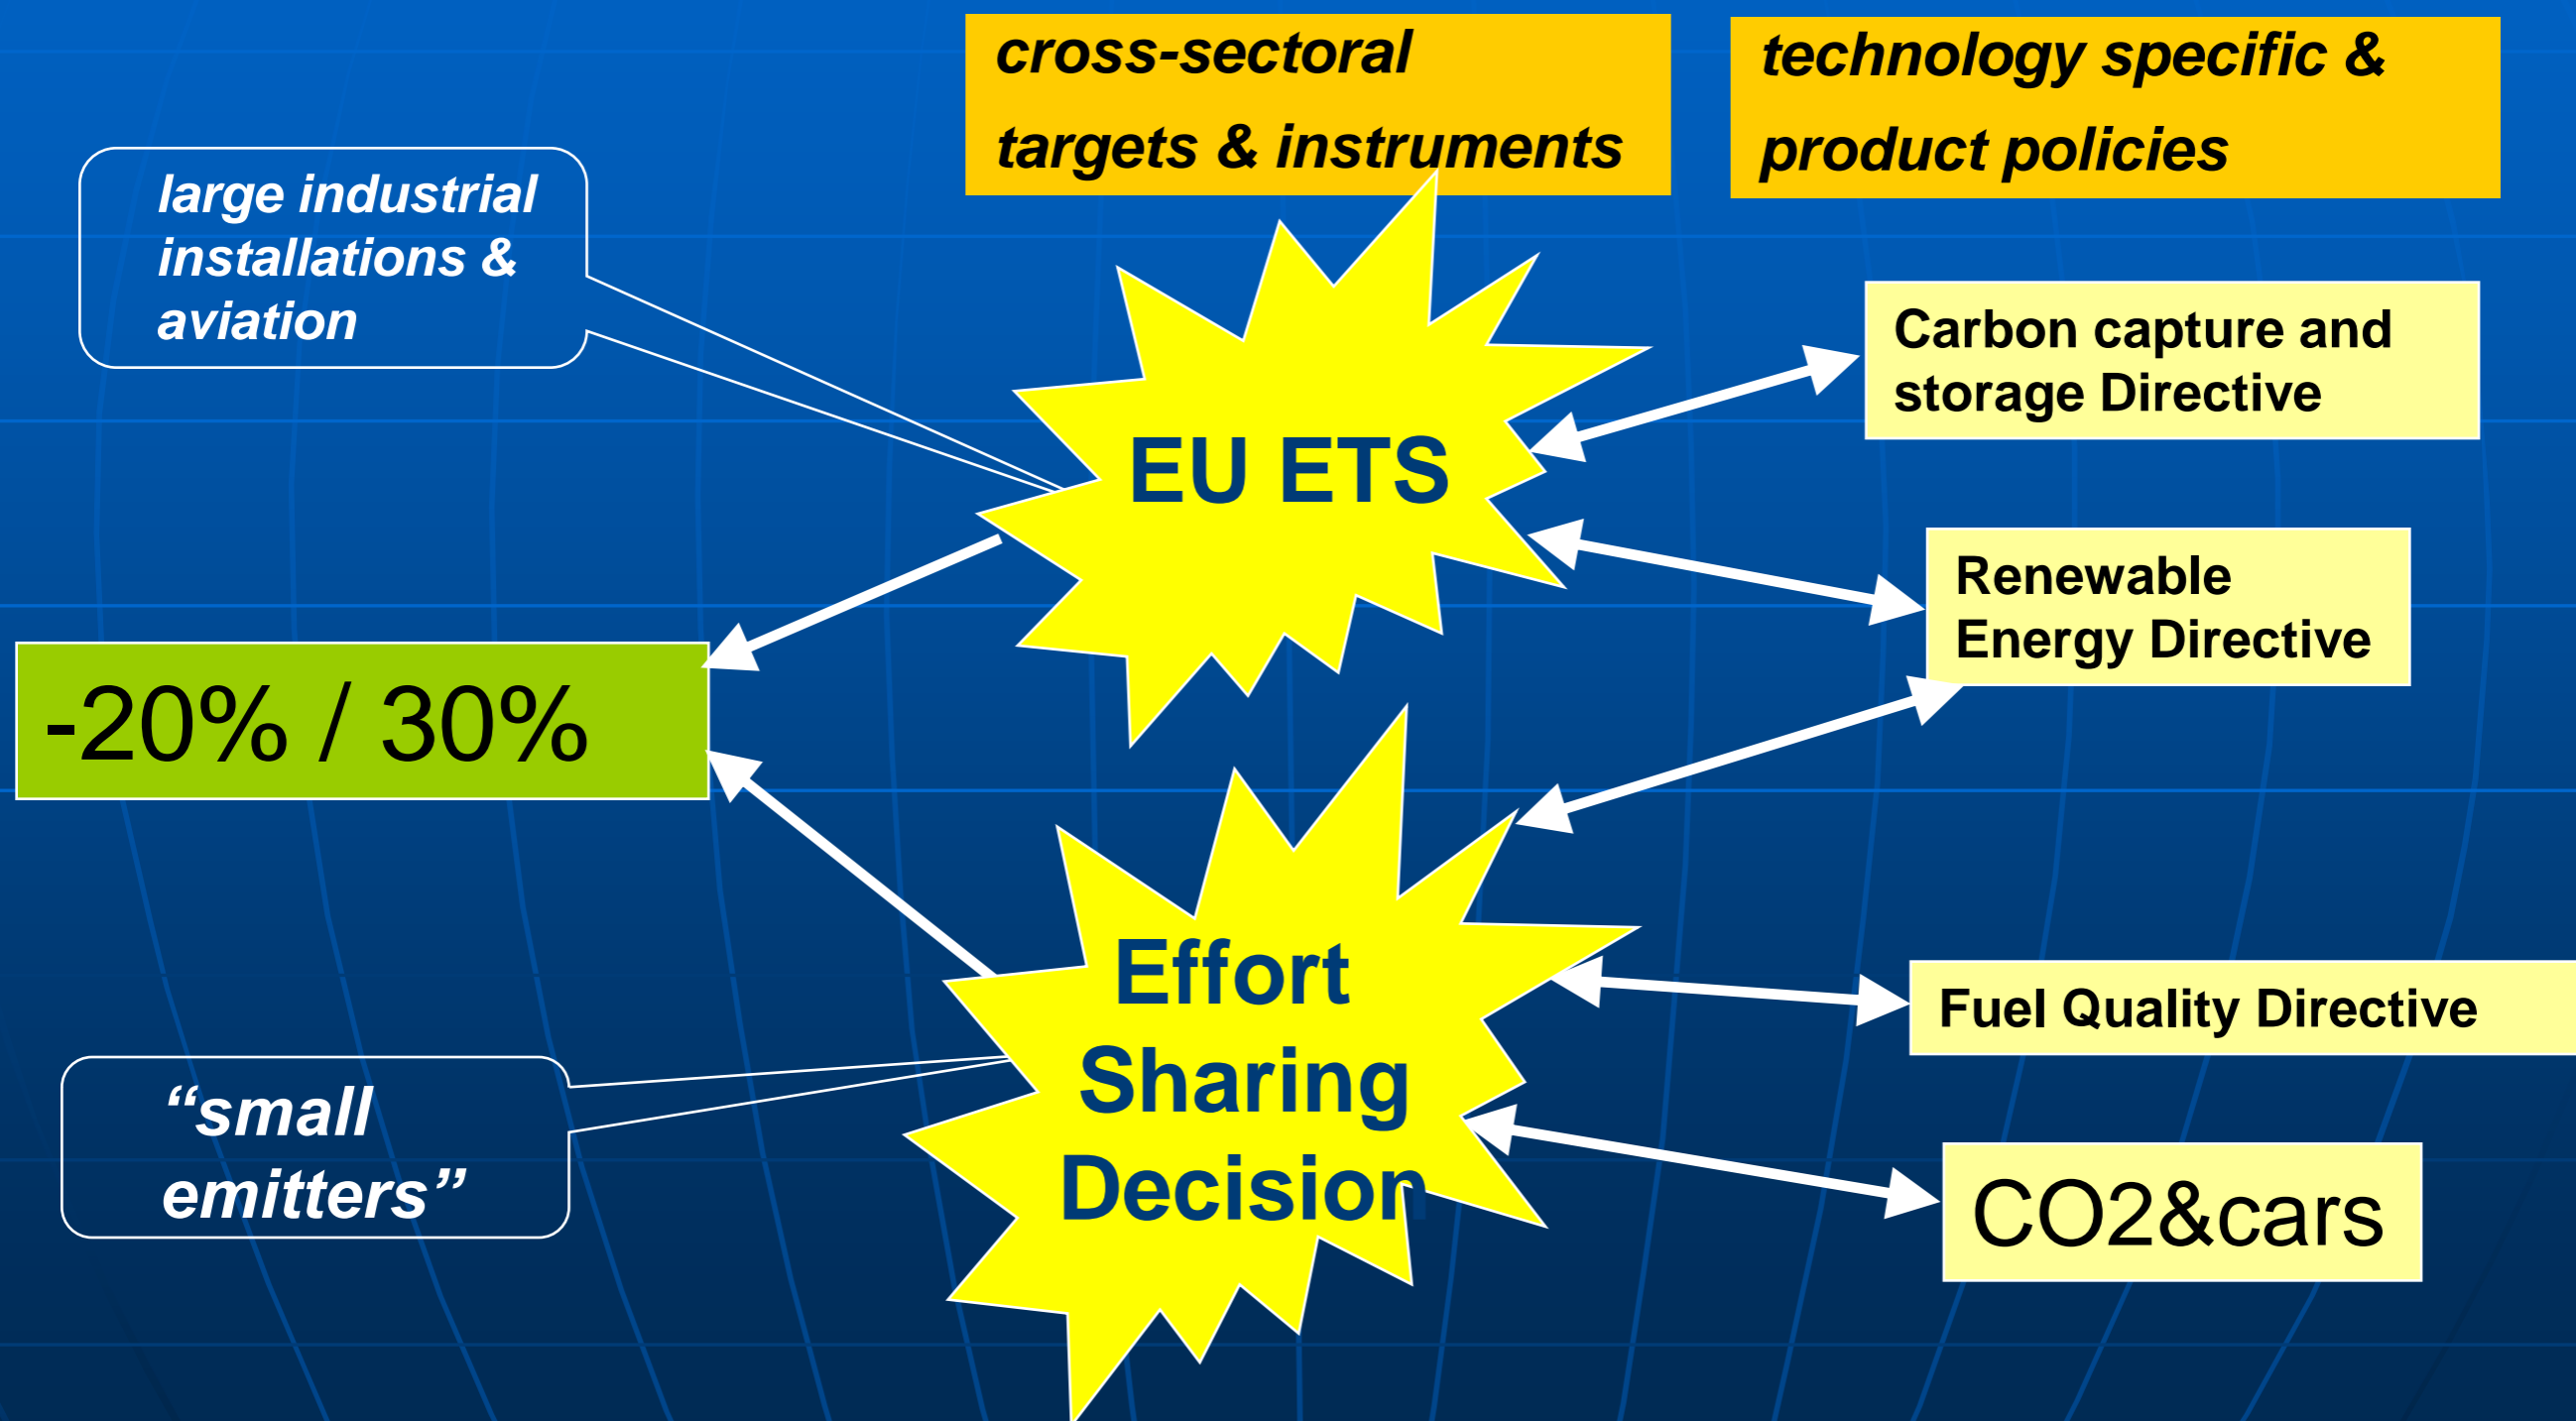 cross-sectoral
targets & instruments
technology specific &
product policies
large industrial
installations &
aviation
EU ETS
Carbon capture and
storage Directive
Renewable
Energy Directive
-20% / 30%
Effort
Sharing
Decision
Fuel Quality Directive
“small
emitters”
CO2&cars